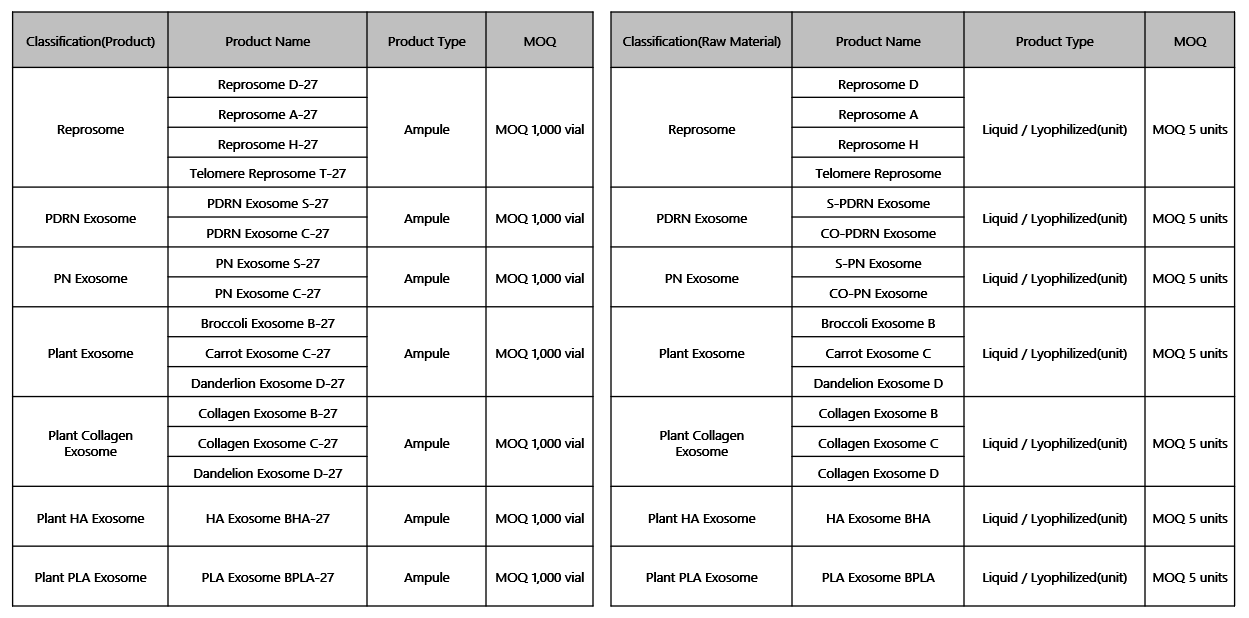 Classification(Product) Product Name Product Type MOQ
Reprosome Reprosome D-27 Ampule MOQ 1,000 vial
Reprosome A-27
Reprosome H-27
Telomere Reprosome T-27
PDRN Exosome PDRN Exosome S-27 Ampule MOQ 1,000 vial
PDRN Exosome C-27
PN Exosome PN Exosome S-27 Ampule MOQ 1,000 vial
PN Exosome C-27
Plant Exosome Broccoli Exosome B-27 Ampule MOQ 1,000 vial
Carrot Exosome C-27
Danderlion Exosome D-27
Plant Collagen
Exosome
Collagen Exosome B-27 Ampule MOQ 1,000 vial
Collagen Exosome C-27
Dandelion Exosome D-27
Plant HA Exosome HA Exosome BHA-27 Ampule MOQ 1,000 vial
Plant PLA Exosome PLA Exosome BPLA-27 Ampule MOQ 1,000 vial
Classification(Raw Material) Product Name Product Type MOQ
Reprosome Reprosome D Liquid / Lyophilized(unit) MOQ 5 units
Reprosome A
Reprosome H
Telomere Reprosome
PDRN Exosome S-PDRN Exosome Liquid / Lyophilized(unit) MOQ 5 units
CO-PDRN Exosome
PN Exosome S-PN Exosome Liquid / Lyophilized(unit) MOQ 5 units
CO-PN Exosome
Plant Exosome Broccoli Exosome B Liquid / Lyophilized(unit) MOQ 5 units
Carrot Exosome C
Dandelion Exosome D
Plant Collagen
Exosome
Collagen Exosome B Liquid / Lyophilized(unit) MOQ 5 units
Collagen Exosome C
Collagen Exosome D
Plant HA Exosome HA Exosome BHA Liquid / Lyophilized(unit) MOQ 5 units
Plant PLA Exosome PLA Exosome BPLA Liquid / Lyophilized(unit) MOQ 5 units